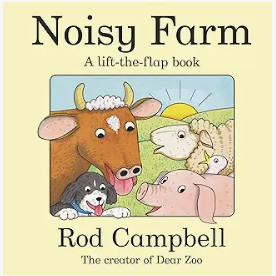 Noisy Farm
A lift-the-flap book
Rod Campbell
The creator of Dear Zoo